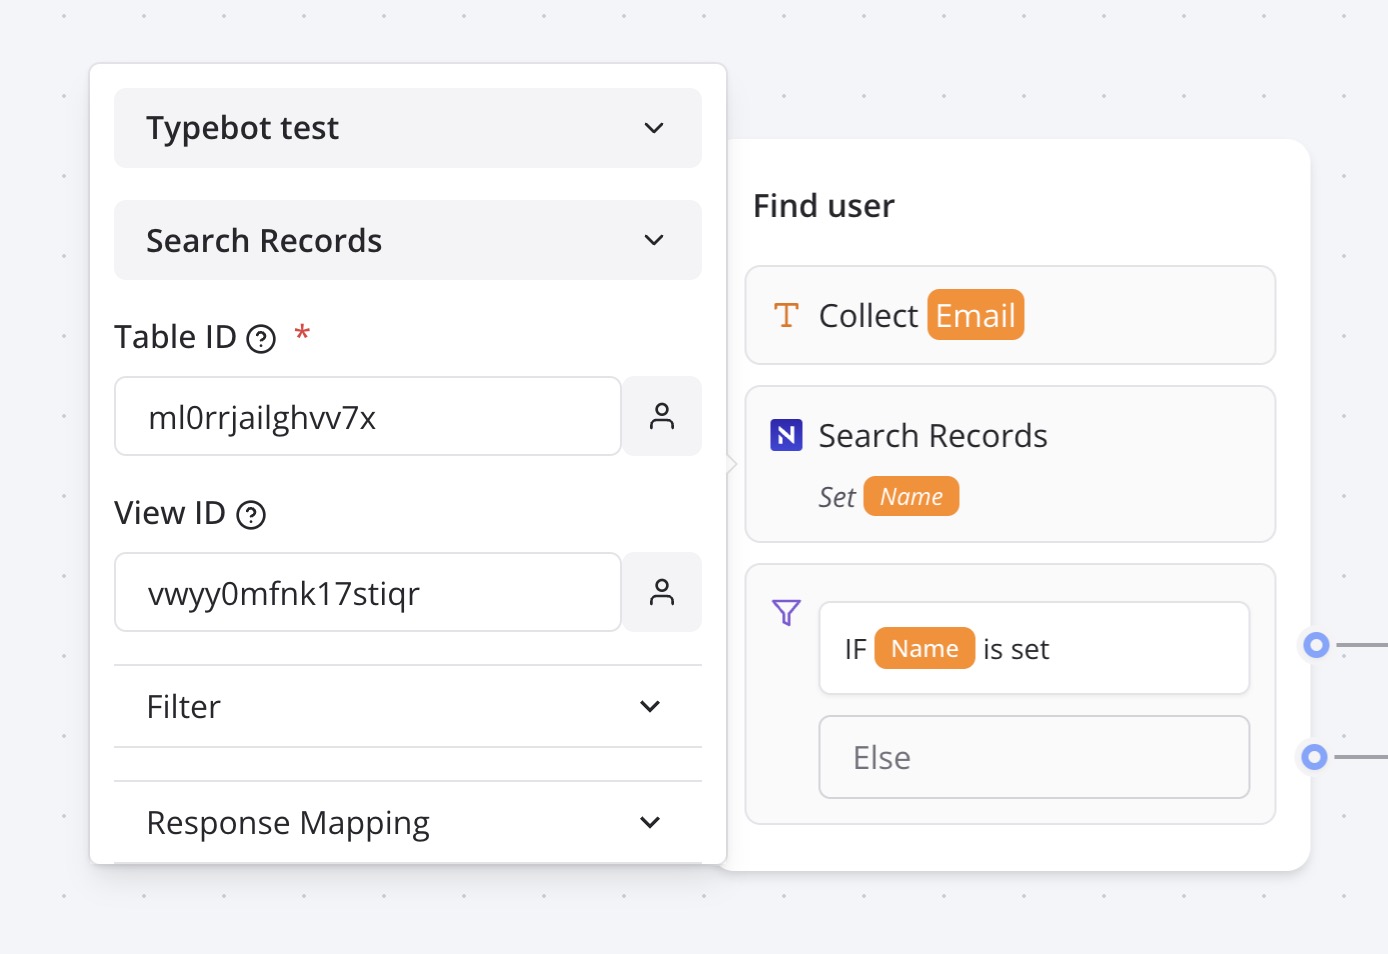 Typebot test
Search Records
Table ID ? *
ml0rrjailghvv7x
View ID ?
vwyy0mfnk17stiqr
Filter
Response Mapping
Find user
Collect Email
Search Records
Set Name
IF Name is set
Else